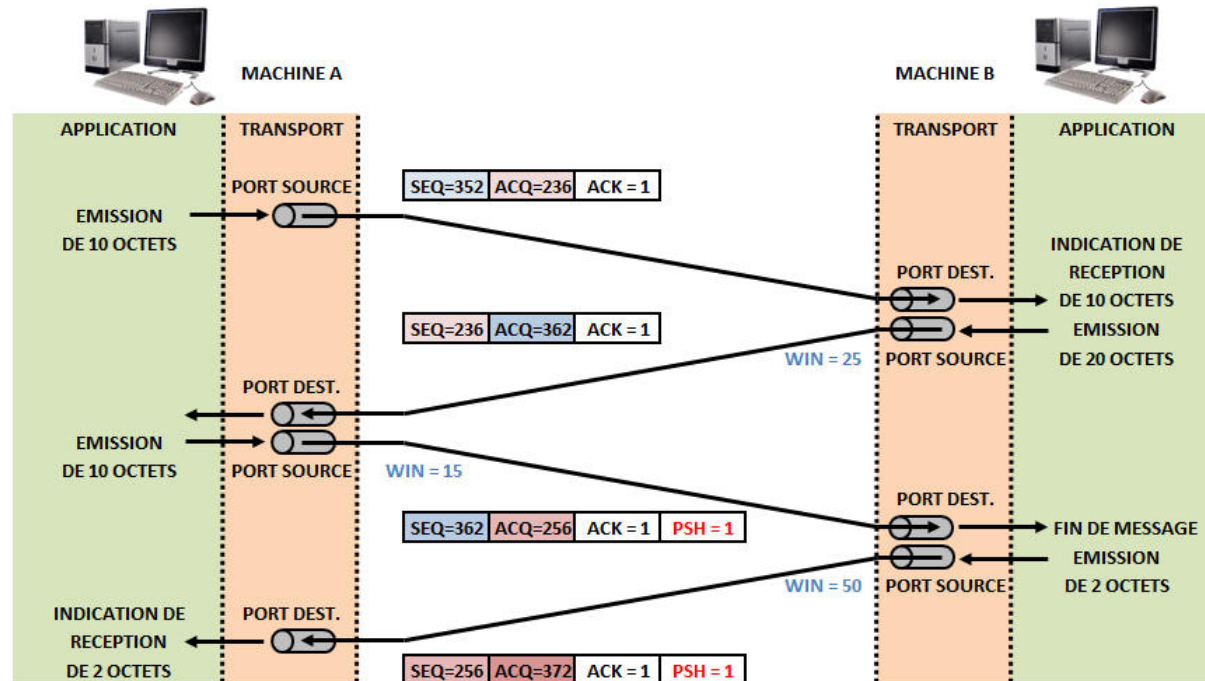 MACHINE A
MACHINE B
APPLICATION
TRANSPORT
TRANSPORT
APPLICATION
SEQ=352 ACQ=236 ACK = 1
PORT SOURCE
EMISSION
DE 10 OCTETS
INDICATION DE
RECEPTION
DE 10 OCTETS
PORT DEST.
EMISSION
DE 20 OCTETS
SEQ=236 ACQ=362 ACK = 1
WIN = 25
PORT SOURCE
PORT DEST.
EMISSION
DE 10 OCTETS
PORT SOURCE
WIN = 15
PORT DEST.
SEQ=362 ACQ=256 ACK = 1 PSH = 1
FIN DE MESSAGE
EMISSION
DE 2 OCTETS
WIN = 50
PORT SOURCE
INDICATION DE
RECEPTION
DE 2 OCTETS
PORT DEST.
SEQ=256 ACQ=372 ACK = 1 PSH = 1